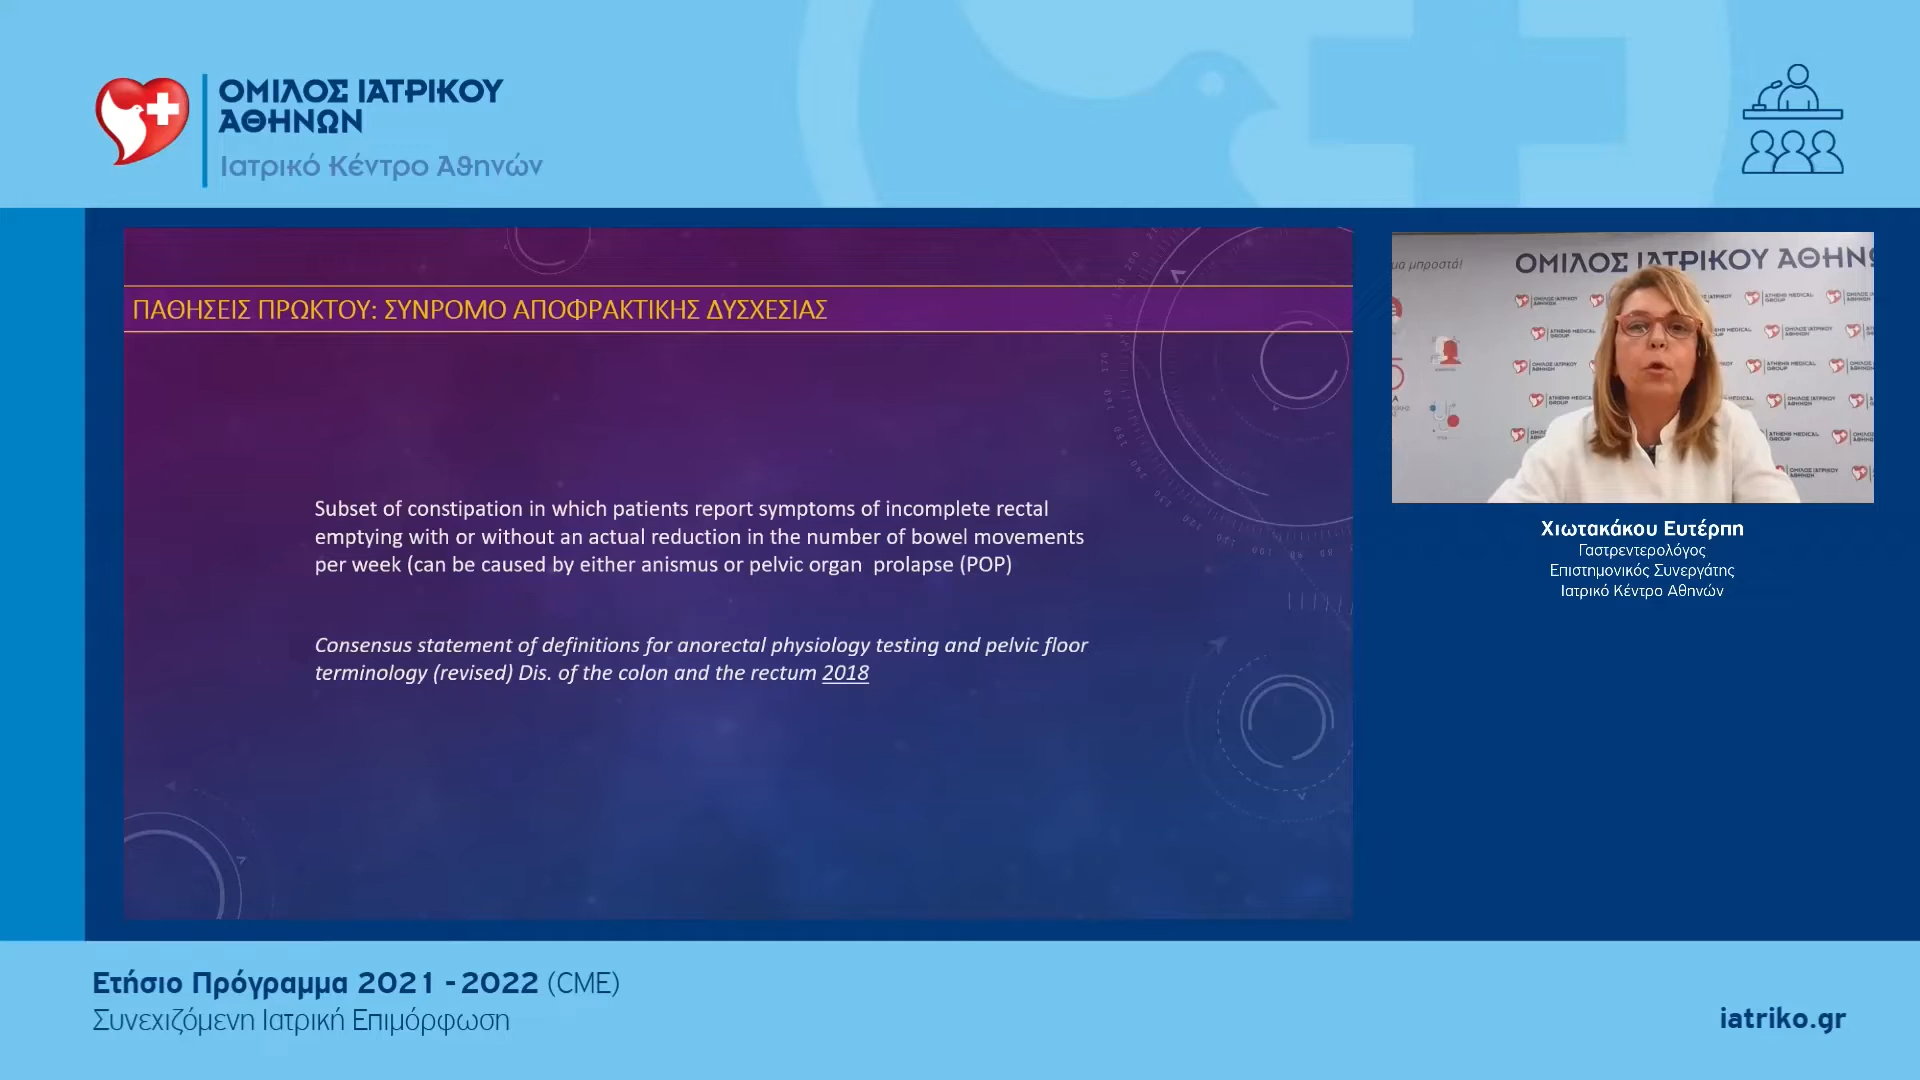 ΟΜΙΛΟΣ ΙΑΤΡΙΚΟΥ
ΑΘΗΝΩΝ
Ιατρικό Κέντρο Αθηνών
ΠΑΘΗΣΕΙΣ ΠΡΩΚΤΟΥ: ΣΥΝΡΟΜΟ ΑΠΟΦΡΑΚΤΙΚΗΣ ΔΥΣΧΕΣΙΑΣ
Subset of constipation in which patients report symptoms of incomplete rectal
emptying with or without an actual reduction in the number of bowel movements
per week (can be caused by either anismus or pelvic organ prolapse (POP)
Consensus statement of definitions for anorectal physiology testing and pelvic floor
terminology (revised) Dis. of the colon and the rectum 2018
μα μπροστά!
ΟΜΙΛΟΣ ΙΑΤΡΙΚΟΥ ΑΘΗΝΩ
Χιωτακάκου Ευτέρπη
Γαστρεντερολόγος
Επιστημονικός Συνεργάτης
Ιατρικό Κέντρο Αθηνών
Ετήσιο Πρόγραμμα 2021 - 2022 (CME)
Συνεχιζόμενη Ιατρική Επιμόρφωση
iatriko.gr